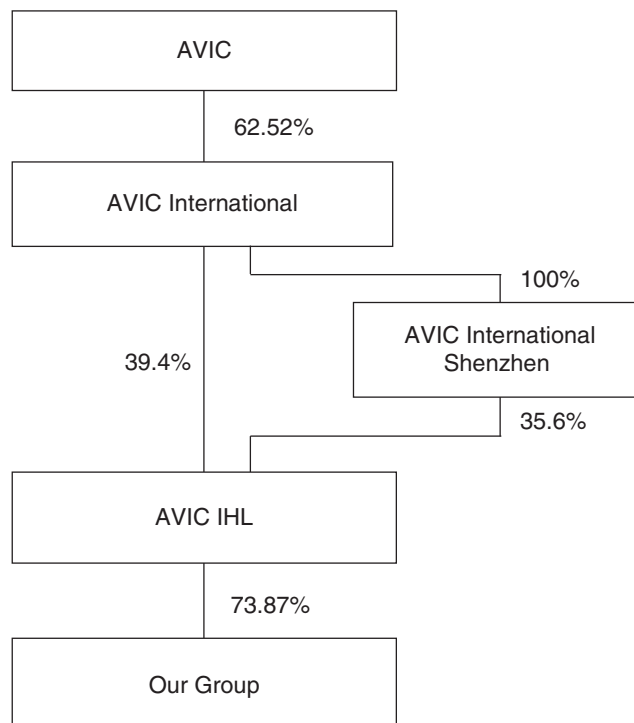 AVIC
62.52%
AVIC International
100%
AVIC International
Shenzhen
39.4%
35.6%
AVIC IHL
73.87%
Our Group